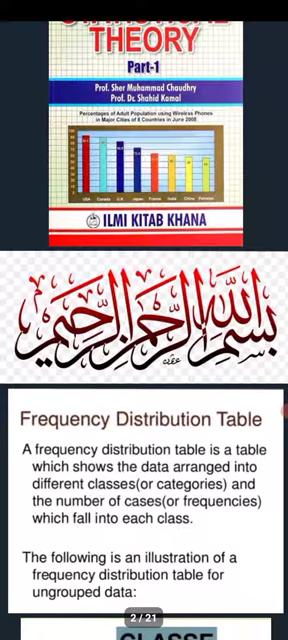 THEORY
Part-1
Prof. Sher Muhammad Chaudhry
Prof. Dr. Shahid Kamal
Percentages of Adult Population using Wireless Phones
in Major Cities of 8 Countries in June 2008
USA Canada U.K Japan France India China Pakistan
ILMI KITAB KHANA
بسم الله الرحمن الرحيم
Frequency Distribution Table
A frequency distribution table is a table
which shows the data arranged into
different classes(or categories) and
the number of cases(or frequencies)
which fall into each class.
The following is an illustration of a
frequency distribution table for
ungrouped data:
2 / 21